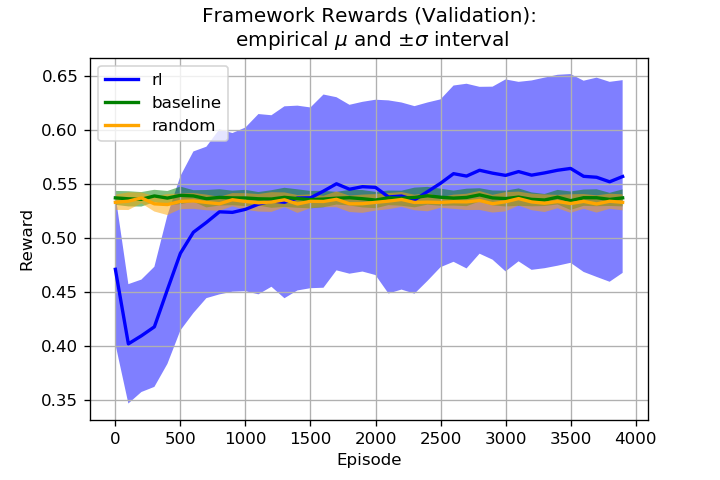 Framework Rewards (Validation):
empirical μ and ±σ interval
rl
baseline
random
Reward
0.65
0.60
0.55
0.50
0.45
0.40
0.35
0 500 1000 1500 2000 2500 3000 3500 4000
Episode